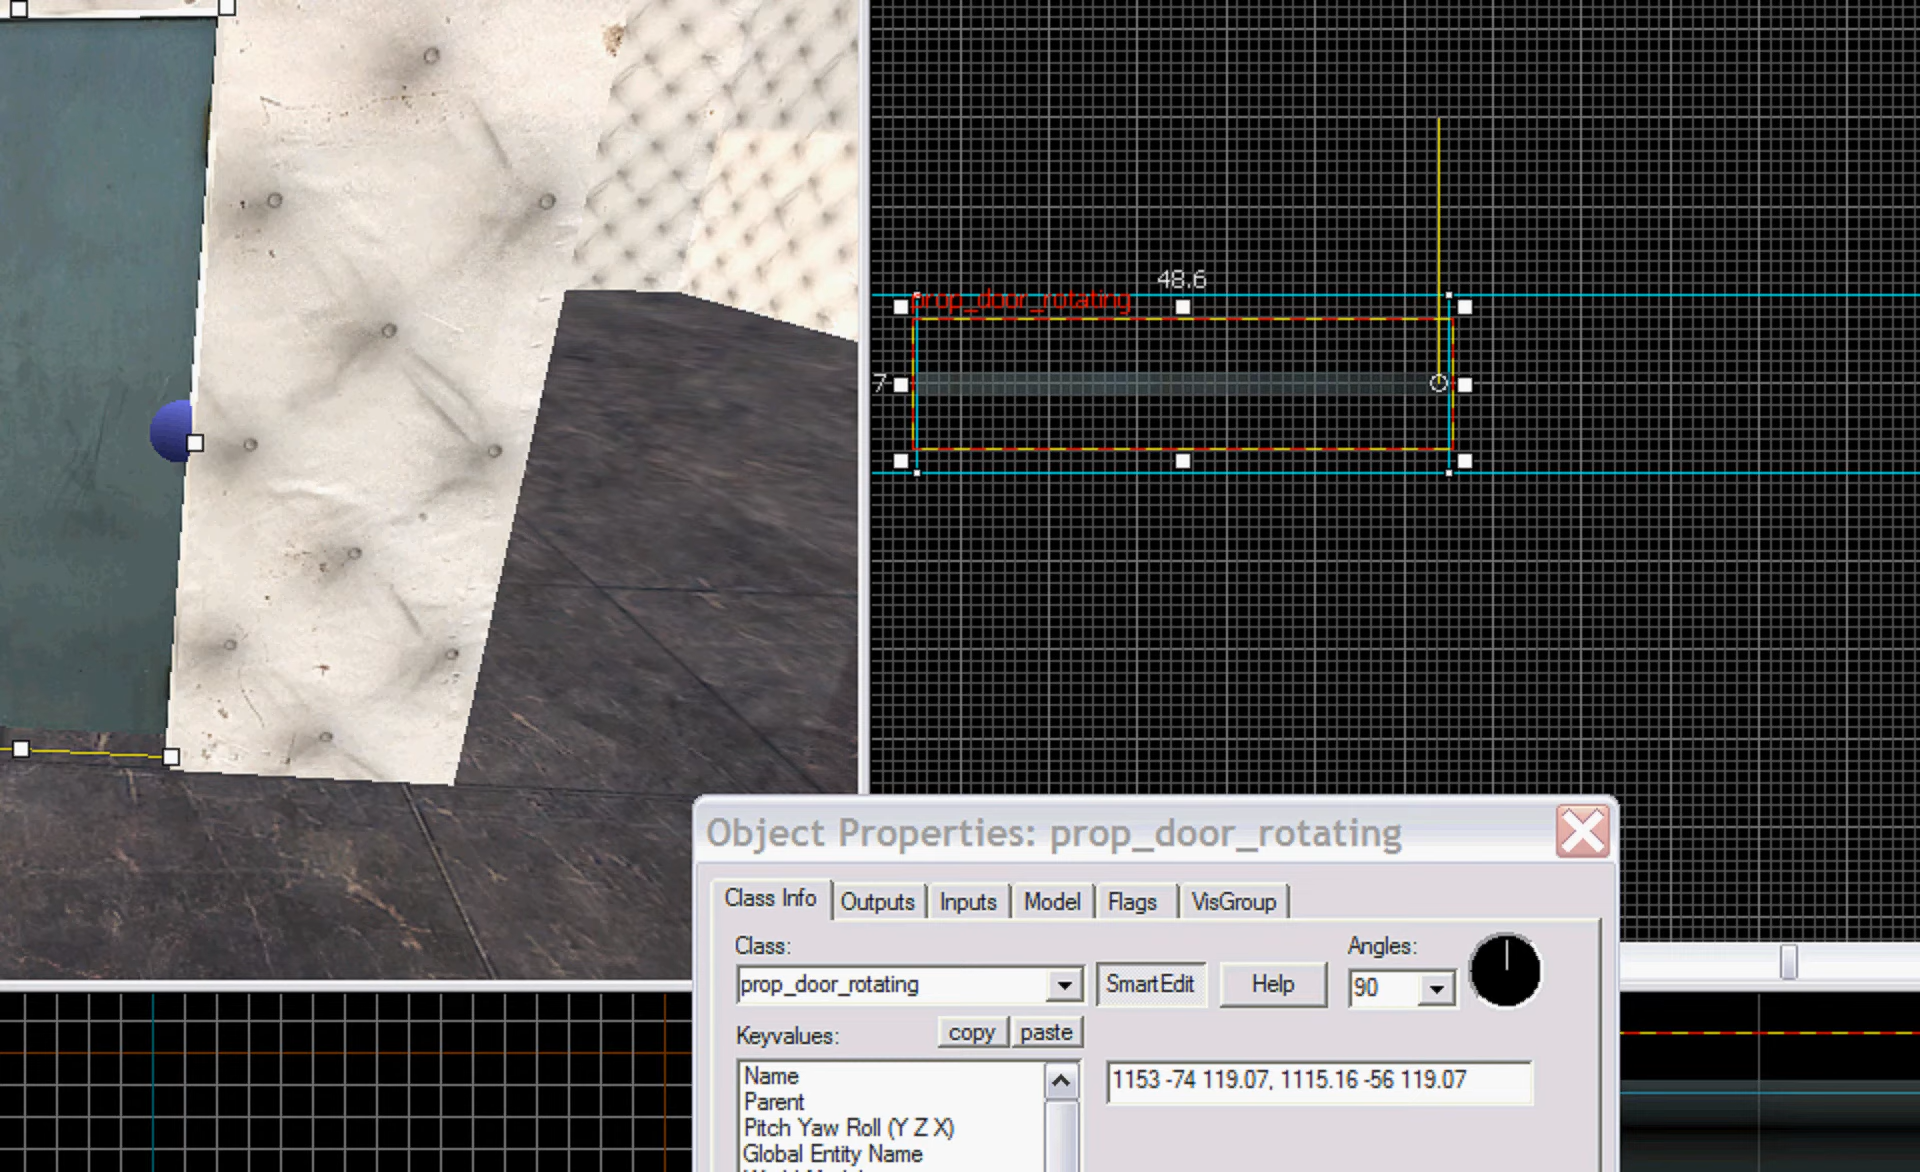 48.6
prop_door_rotating
7
Object Properties: prop_door_rotating
Class Info Outputs Inputs Model Flags VisGroup
Class: Angles:
prop_door_rotating SmartEdit Help 90
Keyvalues: copy paste
Name 1153 -74 119.07, 1115.16 -56 119.07
Parent
Pitch Yaw Roll (Y Z X)
Global Entity Name